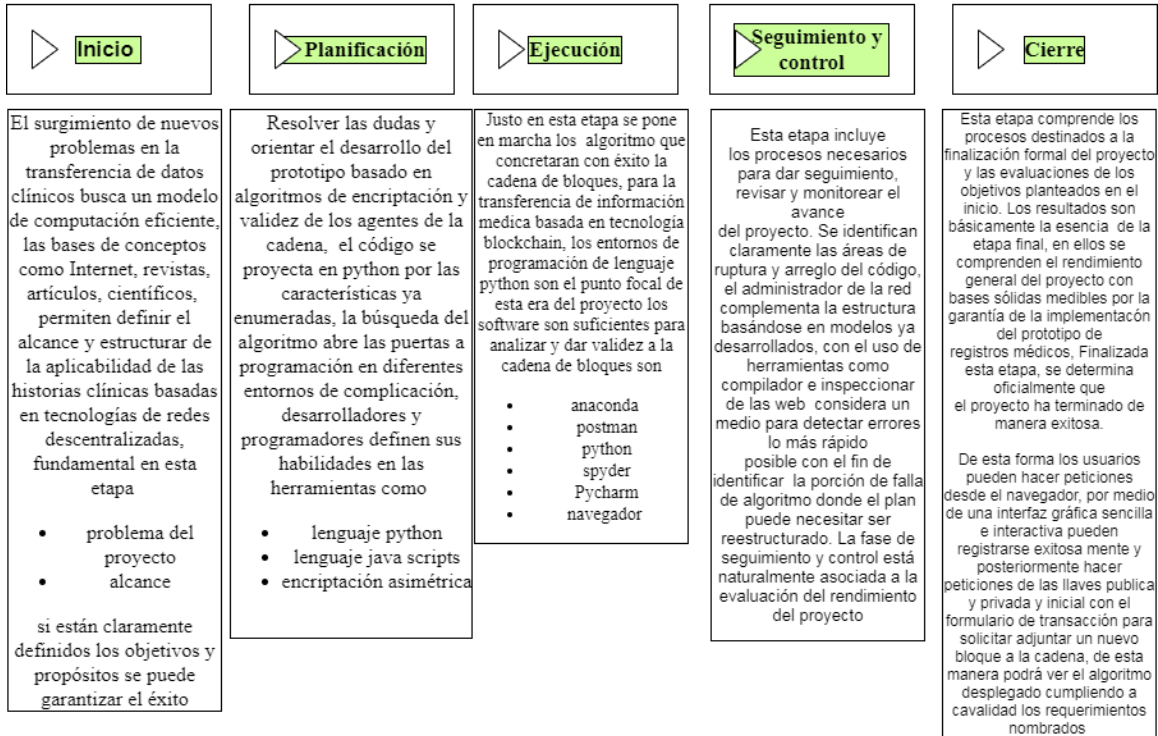 Inicio
El surgimiento de nuevos
problemas en la
transferencia de datos
clínicos busca un modelo
de computación eficiente,
las bases de conceptos
como Internet, revistas,
artículos, científicos,
permiten definir el
alcance y estructurar de
la aplicabilidad de las
historias clínicas basadas
en tecnologías de redes
descentralizadas,
fundamental en esta
etapa
• problema del
proyecto
• alcance
si están claramente
definidos los objetivos y
propósitos se puede
garantizar el éxito
Planificación
Resolver las dudas y
orientar el desarrollo del
prototipo basado en
algoritmos de encriptación y
validez de los agentes de la
cadena, el código se
proyecta en python por las
características ya
enumeradas, la búsqueda del
algoritmo abre las puertas a
programación en diferentes
entornos de complicación,
desarrolladores y
programadores definen sus
habilidades en las
herramientas como
• lenguaje python
• lenguaje java scripts
• encriptación asimétrica
Ejecución
Justo en esta etapa se pone
en marcha los algoritmo que
concretaran con éxito la
cadena de bloques, para la
transferencia de información
medica basada en tecnología
blockchain, los entornos de
programación de lenguaje
python son el punto focal de
esta era del proyecto los
software son suficientes para
analizar y dar validez a la
cadena de bloques son
• anaconda
• postman
• python
• spyder
• Pycharm
• navegador
Seguimiento y
control
Esta etapa incluye
los procesos necesarios
para dar seguimiento,
revisar y monitorear el
avance
del proyecto. Se identifican
claramente las áreas de
ruptura y arreglo del código,
el administrador de la red
complementa la estructura
basándose en modelos ya
desarrollados, con el uso de
herramientas como
compilador e inspeccionar
de las web considera un
medio para detectar errores
lo más rápido
posible con el fin de
identificar la porción de falla
de algoritmo donde el plan
puede necesitar ser
reestructurado. La fase de
seguimiento y control está
naturalmente asociada a la
evaluación del rendimiento
del proyecto
Cierre
Esta etapa comprende los
procesos destinados a la
finalización formal del proyecto
y las evaluaciones de los
objetivos planteados en el
inicio. Los resultados son
básicamente la esencia de la
etapa final, en ellos se
comprenden el rendimiento
general del proyecto con
bases sólidas medibles por la
garantía de la implementacón
del prototipo de
registros médicos, Finalizada
esta etapa, se determina
oficialmente que
el proyecto ha terminado de
manera exitosa.
De esta forma los usuarios
pueden hacer peticiones
desde el navegador, por medio
de una interfaz gráfica sencilla
e interactiva pueden
registrarse exitosa mente y
posteriormente hacer
peticiones de las llaves publica
y privada y inicial con el
formulario de transacción para
solicitar adjuntar un nuevo
bloque a la cadena, de esta
manera podrá ver el algoritmo
desplegado cumpliendo a
cavalidad los requerimientos
nombrados